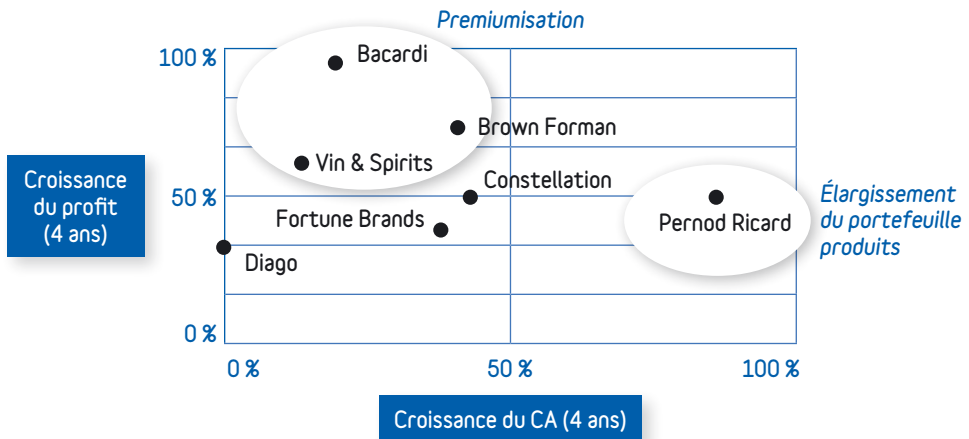 Premiumisation
100 %
Bacardi
Brown Forman
Vin & Spirits
Croissance
du profit
(4 ans)
50 %
Constellation
Fortune Brands
Pernod Ricard
Élargissement
du portefeuille
produits
Diago
0 %
0 %
50 %
100 %
Croissance du CA (4 ans)